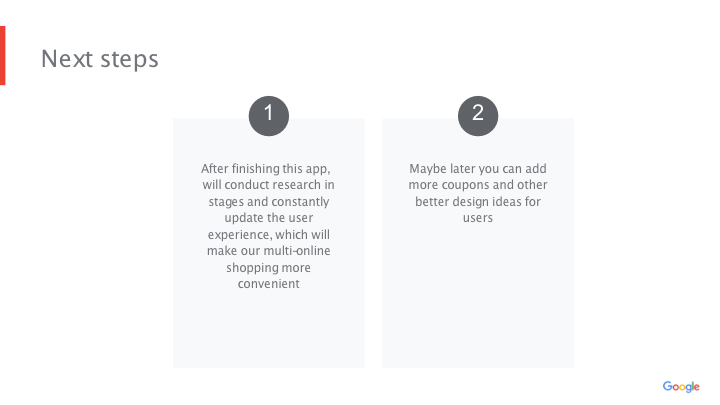 Next steps
1
After finishing this app,
will conduct research in
stages and constantly
update the user
experience, which will
make our multi-online
shopping more
convenient
2
Maybe later you can add
more coupons and other
better design ideas for
users
Google